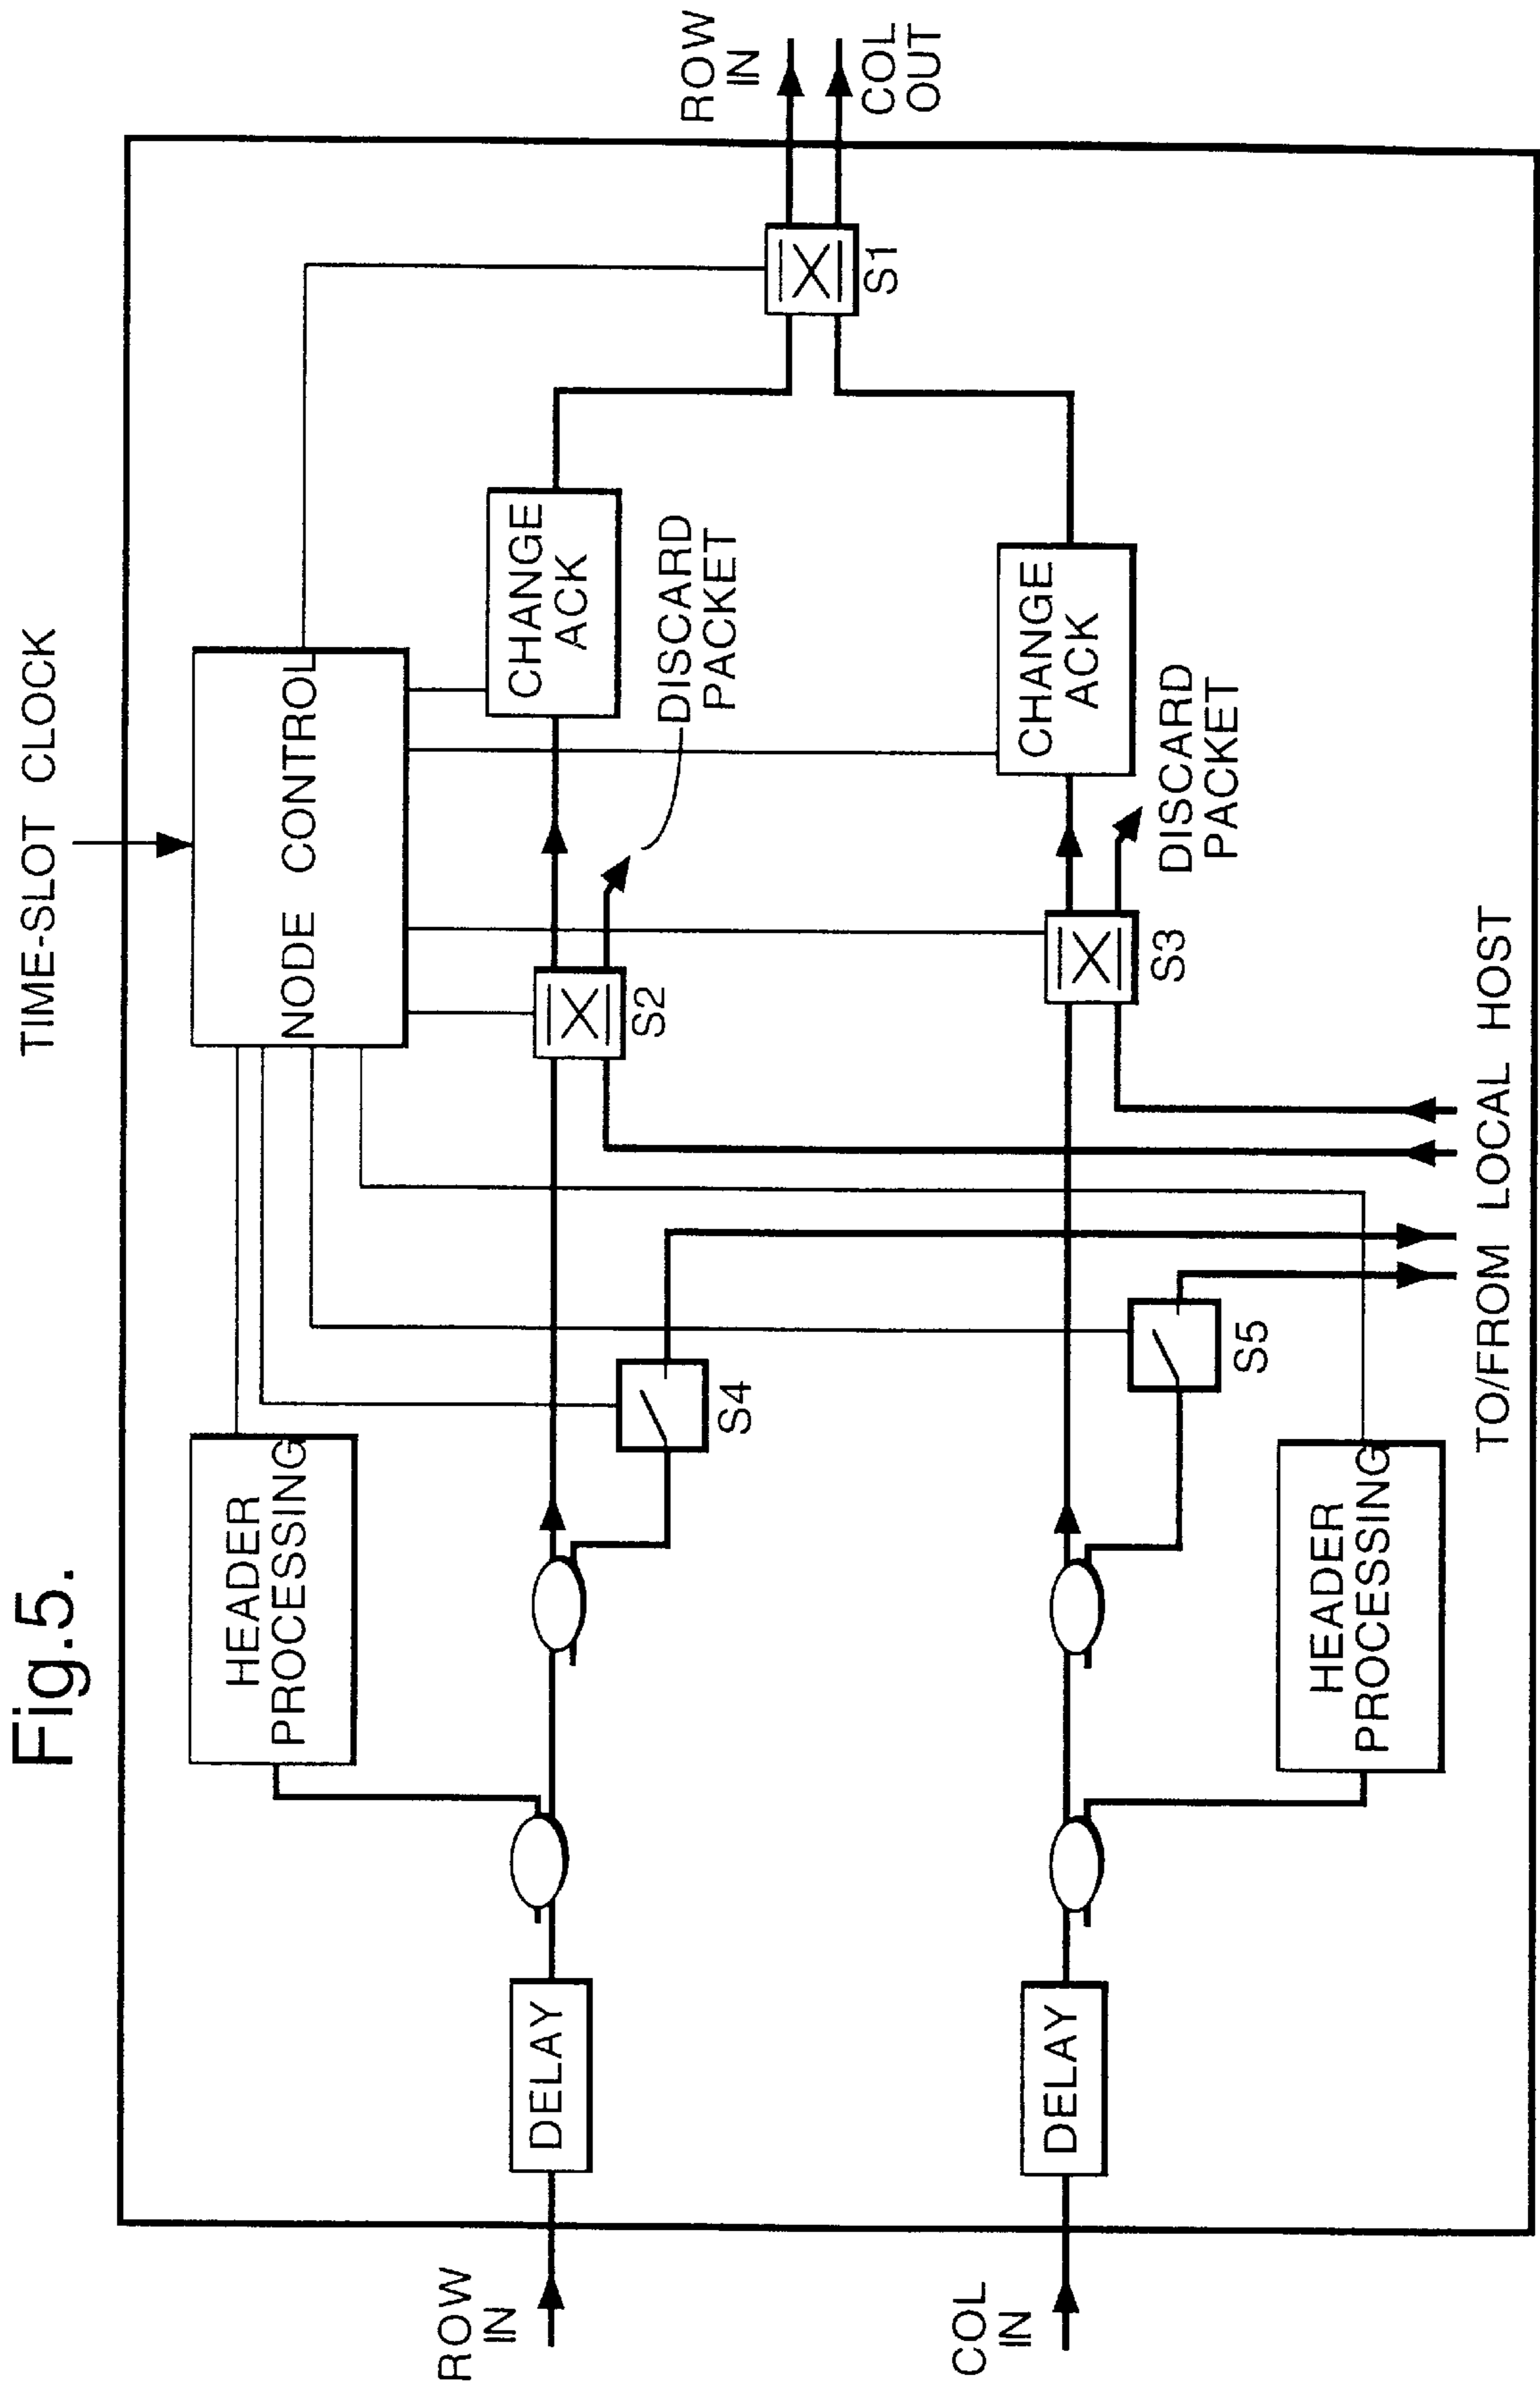 Fig.5.
TIME-SLOT CLOCK
HEADER
PROCESSING
NODE CONTROL
ROW
IN
DELAY
S4
S2
CHANGE
ACK
DISCARD
PACKET
ROW
IN
COL
OUT
S1
COL
IN
DELAY
S5
S3
CHANGE
ACK
DISCARD
PACKET
HEADER
PROCESSING
TO/FROM LOCAL HOST